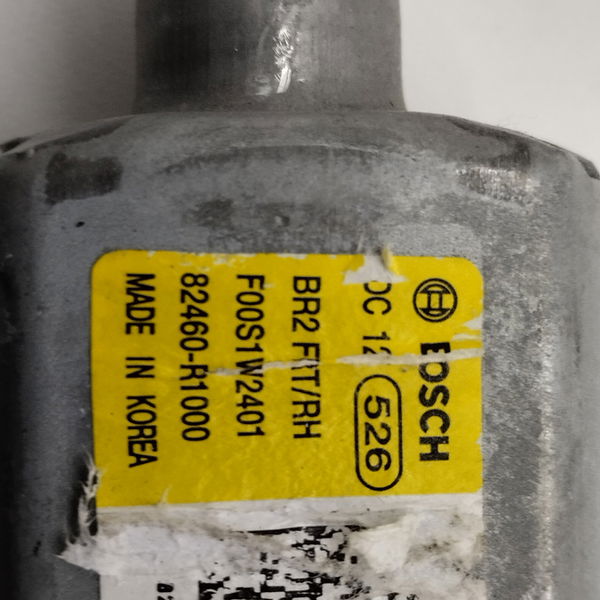 BOSCH
DC 12 526
BR2 FRT/RH
F00S1W2401
82460-R1000
MADE IN KOREA